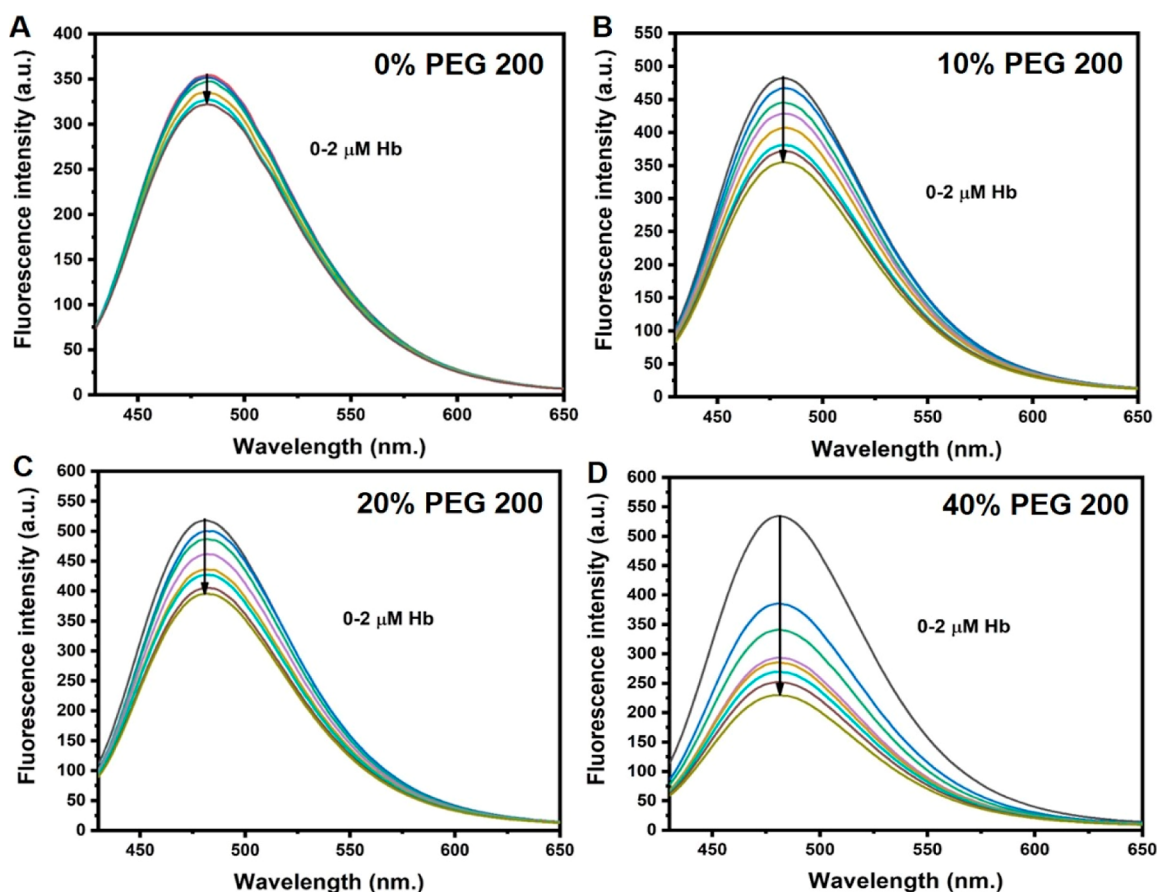 A
0% PEG 200
0-2 μM Hb
Fluorescence intensity (a.u.)
400
350
300
250
200
150
100
50
0
450 500 550 600 650
Wavelength (nm.)
B
10% PEG 200
0-2 μM Hb
Fluorescence intensity (a.u.)
550
500
450
400
350
300
250
200
150
100
50
0
450 500 550 600 650
Wavelength (nm.)
C
20% PEG 200
0-2 μM Hb
Fluorescence intensity (a.u.)
600
550
500
450
400
350
300
250
200
150
100
50
0
450 500 550 600 650
Wavelength (nm.)
D
40% PEG 200
0-2 μM Hb
Fluorescence intensity (a.u.)
600
550
500
450
400
350
300
250
200
150
100
50
0
450 500 550 600 650
Wavelength (nm.)